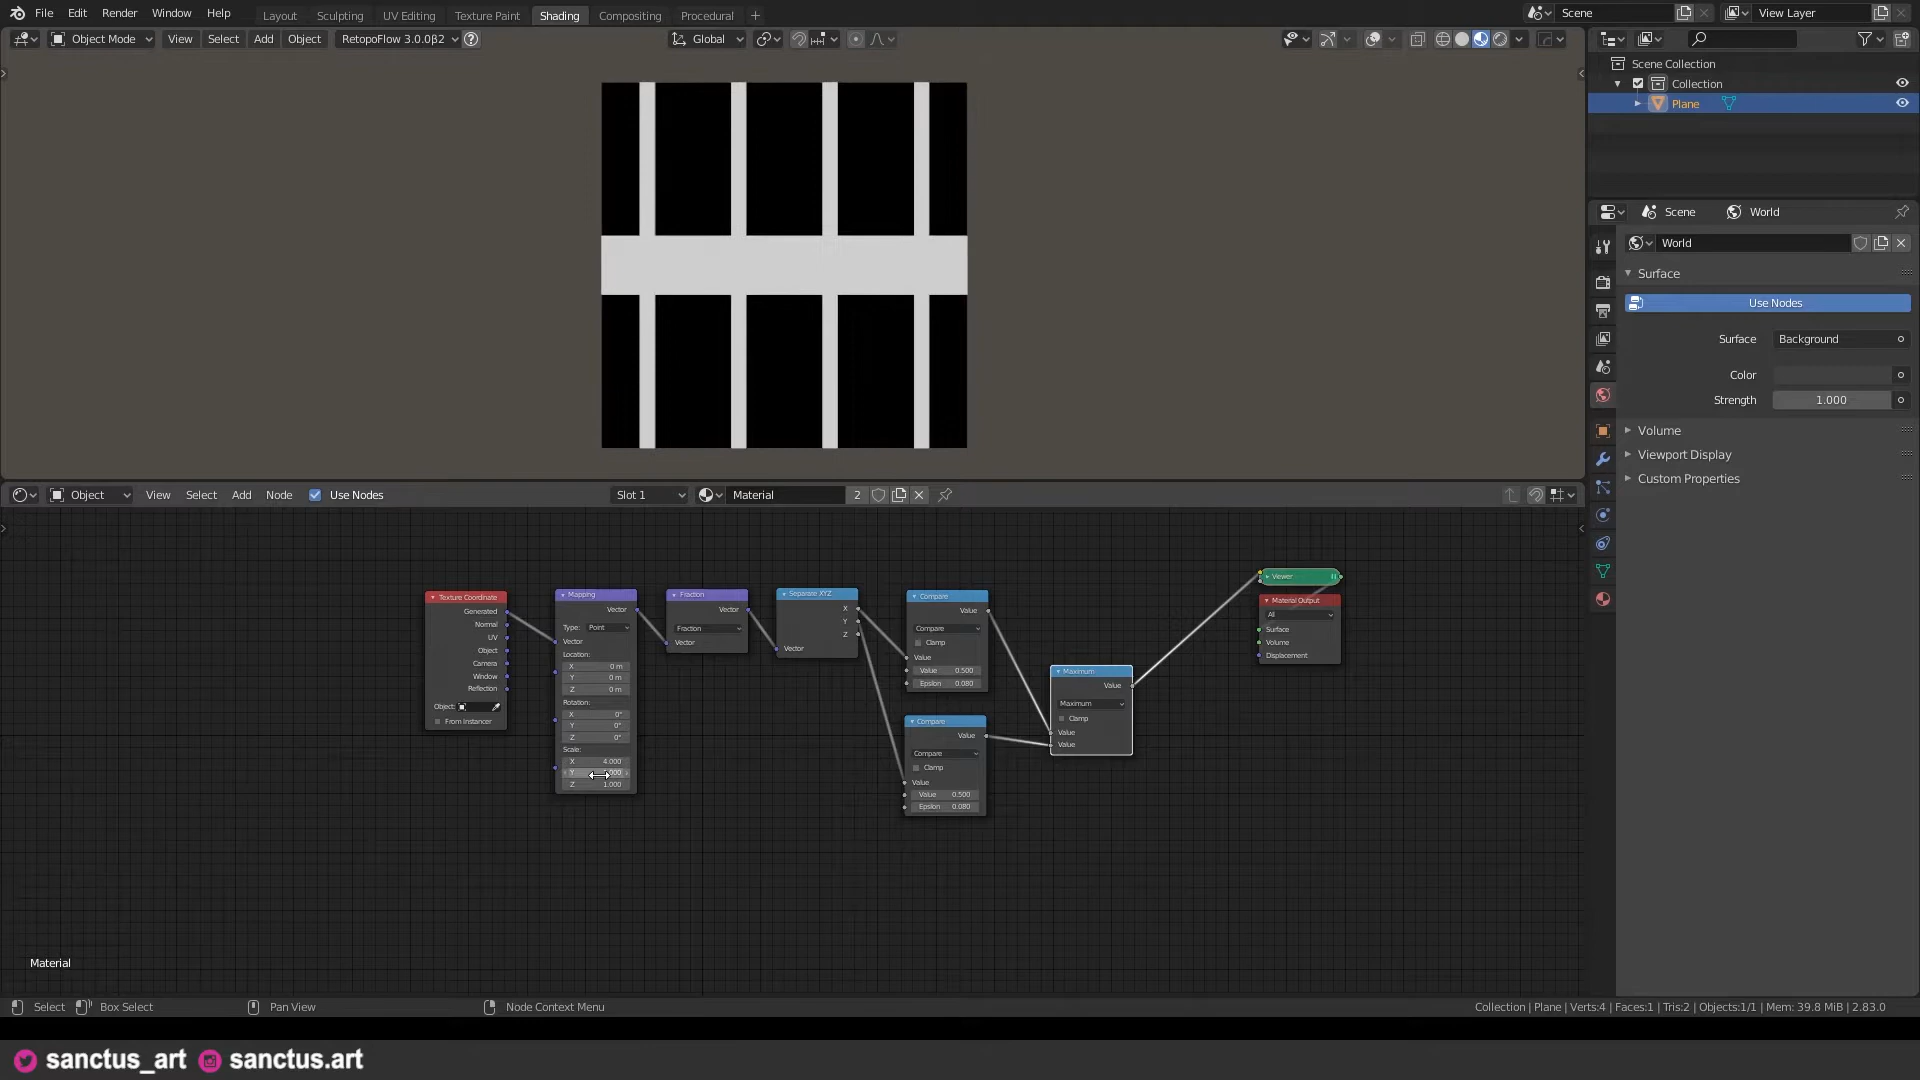 File Edit Render Window Help Layout Sculpting UV Editing Texture Paint Shading Compositing Procedural + Scene View Layer
Object Mode View Select Add Object RetopoFlow 3.0.0β2 Global
Scene Collection
Collection
Plane
Scene World
World
Surface
Use Nodes
Surface Background
Color
Strength 1.000
Volume
Viewport Display
Custom Properties
Object View Select Add Node Use Nodes Slot 1 Material 2
Texture Coordinate
Generated
Normal
UV
Object
Camera
Window
Reflection
Object:
From Instancer
Mapping
Vector
Type: Point
Vector
Location:
X 0 m
Y 0 m
Z 0 m
Rotation:
X 0°
Y 0°
Z 0°
Scale:
X 4.000
Y
Z 1.000
Fraction
Vector
Fraction
Vector
Separate XYZ
X
Y
Z
Vector
Compare
Value
Compare
Clamp
Value
Value 0.500
Epsilon 0.080
Compare
Value
Compare
Clamp
Value
Value 0.500
Epsilon 0.080
Maximum
Value
Maximum
Clamp
Value
Value
Viewer
Material Output
All
Surface
Volume
Displacement
Material
Select Box Select Pan View Node Context Menu Collection | Plane | Verts:4 | Faces:1 | Tris:2 | Objects:1/1 | Mem: 39.8 MiB | 2.83.0
sanctus_art sanctus.art